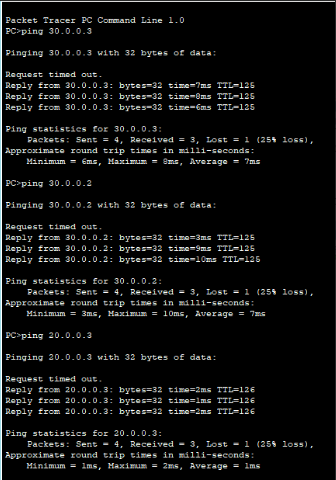 Packet Tracer PC Command Line 1.0
PC>ping 30.0.0.3
Pinging 30.0.0.3 with 32 bytes of data:
Request timed out.
Reply from 30.0.0.3: bytes=32 time=7ms TTL=125
Reply from 30.0.0.3: bytes=32 time=8ms TTL=125
Reply from 30.0.0.3: bytes=32 time=6ms TTL=125
Ping statistics for 30.0.0.3:
Packets: Sent = 4, Received = 3, Lost = 1 (25% loss),
Approximate round trip times in milli-seconds:
Minimum = 6ms, Maximum = 8ms, Average = 7ms
PC>ping 30.0.0.2
Pinging 30.0.0.2 with 32 bytes of data:
Request timed out.
Reply from 30.0.0.2: bytes=32 time=3ms TTL=125
Reply from 30.0.0.2: bytes=32 time=9ms TTL=125
Reply from 30.0.0.2: bytes=32 time=10ms TTL=125
Ping statistics for 30.0.0.2:
Packets: Sent = 4, Received = 3, Lost = 1 (25% loss),
Approximate round trip times in milli-seconds:
Minimum = 3ms, Maximum = 10ms, Average = 7ms
PC>ping 20.0.0.3
Pinging 20.0.0.3 with 32 bytes of data:
Request timed out.
Reply from 20.0.0.3: bytes=32 time=2ms TTL=126
Reply from 20.0.0.3: bytes=32 time=1ms TTL=126
Reply from 20.0.0.3: bytes=32 time=2ms TTL=126
Ping statistics for 20.0.0.3:
Packets: Sent = 4, Received = 3, Lost = 1 (25% loss),
Approximate round trip times in milli-seconds:
Minimum = 1ms, Maximum = 2ms, Average = 1ms